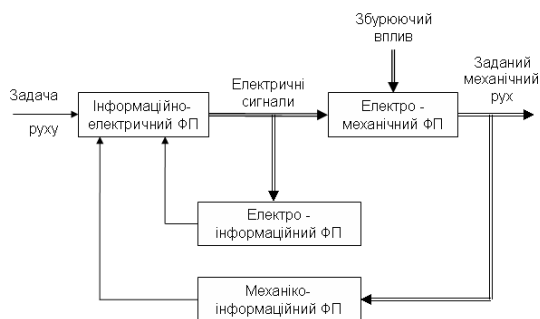 Збурюючий
вплив
Заданий
механічний
рух
Електричні
сигнали
Задача
руху
Інформаційно-
електричний ФП
Електро -
механічний ФП
Електро -
інформаційний ФП
Механіко-
інформаційний ФП